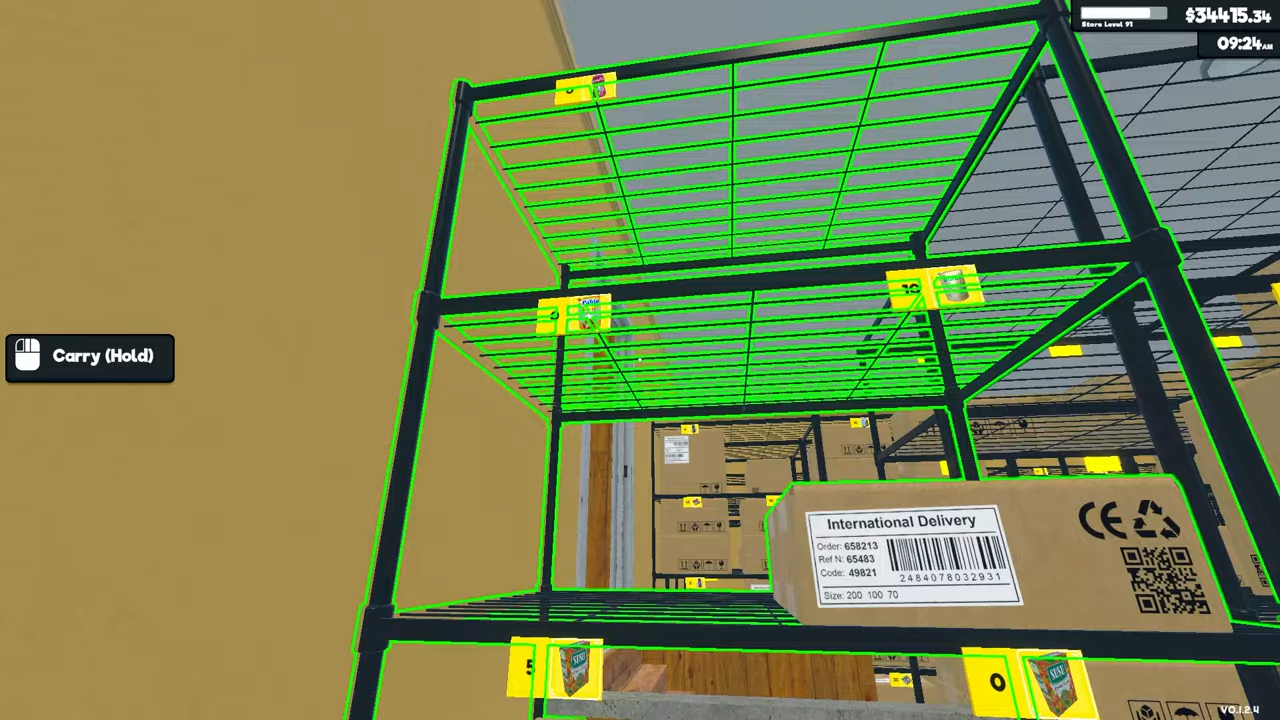 Store Level 91
$34415.34
09:24AM
10
Carry (Hold)
International Delivery
Order: 658213
Ref N: 65483
Code: 49821
2484078032931
Size: 200 100 70
CE
5
0
V0.1.2.4